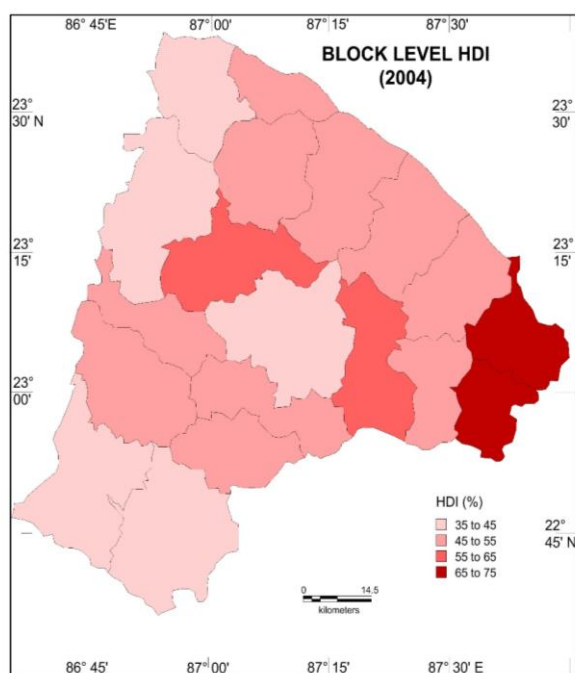 86° 45'E 87° 00' 87° 15' 87° 30'
BLOCK LEVEL HDI
(2004)
23°
30' N
23°
30'
23°
15'
23°
15'
23°
00'
23°
00'
HDI (%)
35 to 45
45 to 55
55 to 65
65 to 75
22°
45' N
0 14.5
kilometers
86° 45' 87° 00' 87° 15' 87° 30' E